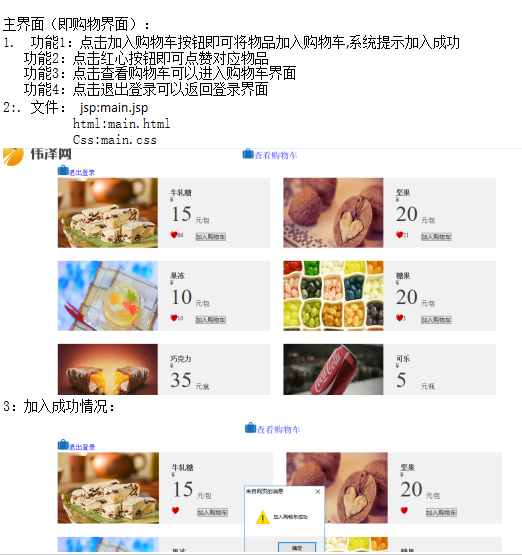 主界面（即购物界面）：
1. 功能1：点击加入购物车按钮即可将物品加入购物车,系统提示加入成功
功能2：点击红心按钮即可点赞对应物品
功能3：点击查看购物车可以进入购物车界面
功能4：点击退出登录可以返回登录界面
2:. 文件： jsp:main.jsp
html:main.html
Css:main.css
伟泽网
查看购物车
退出登录
牛轧糖
¥
15 元/包
加入购物车
坚果
¥
20 元/包
21 加入购物车
果冻
¥
10 元/包
加入购物车
糖果
¥
20 元/包
加入购物车
巧克力
¥
35 元/盒
可乐
¥
5 元/瓶
Coca-Cola
3：加入成功情况：
查看购物车
退出登录
牛轧糖
¥
15 元/包
加入购物车
坚果
¥
20 元/包
加入购物车
来自网页的消息
加入购物车成功
确定